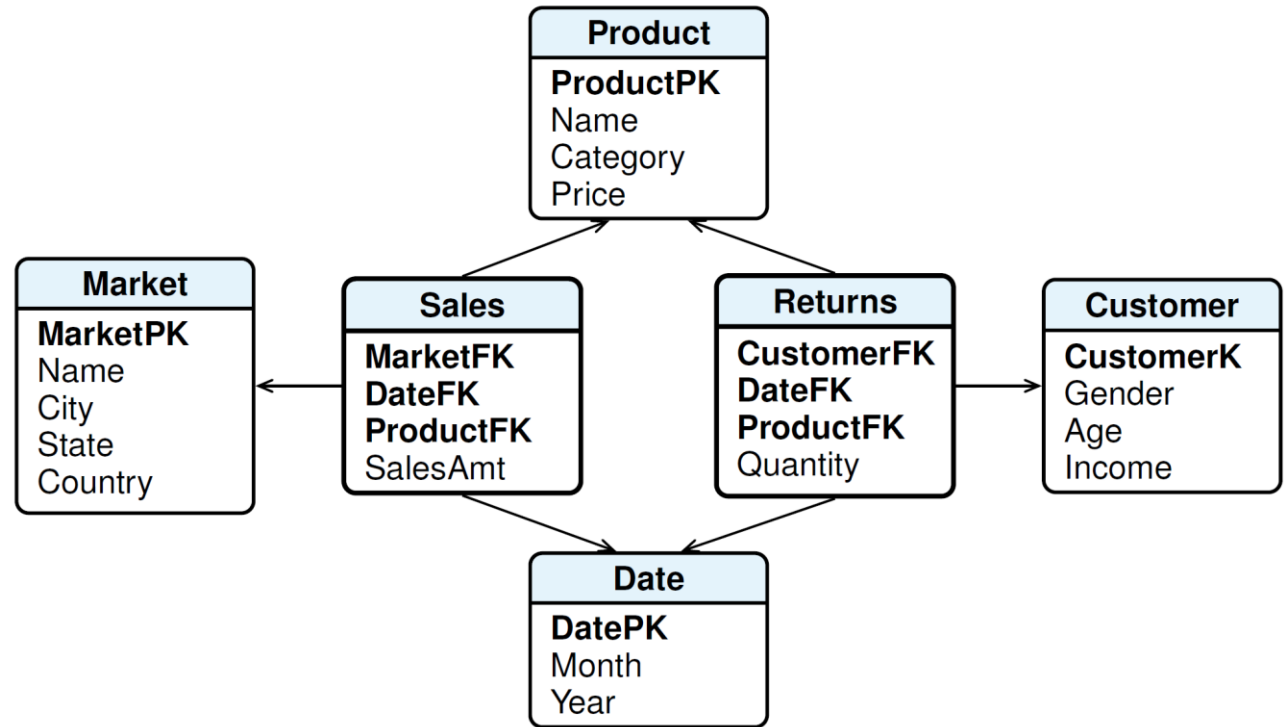 Product
ProductPK
Name
Category
Price
Market
MarketPK
Name
City
State
Country
Sales
MarketFK
DateFK
ProductFK
SalesAmt
Returns
CustomerFK
DateFK
ProductFK
Quantity
Customer
CustomerK
Gender
Age
Income
Date
DatePK
Month
Year